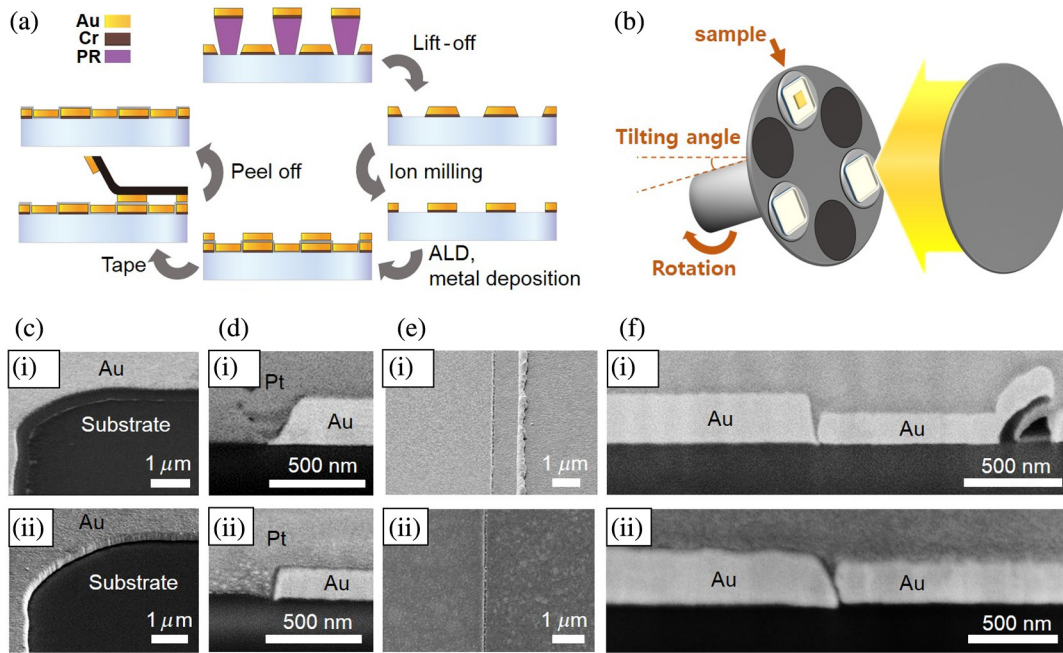 (a)
Au
Cr
PR
Lift-off
Ion milling
ALD,
metal deposition
Tape
Peel off
(b)
sample
Tilting angle
Rotation
(c)
(i)
Au
Substrate
1 μm
(ii)
Au
Substrate
1 μm
(d)
(i)
Pt
Au
500 nm
(ii)
Pt
Au
500 nm
(e)
(i)
1 μm
(ii)
1 μm
(f)
(i)
Au
Au
500 nm
(ii)
Au
Au
500 nm